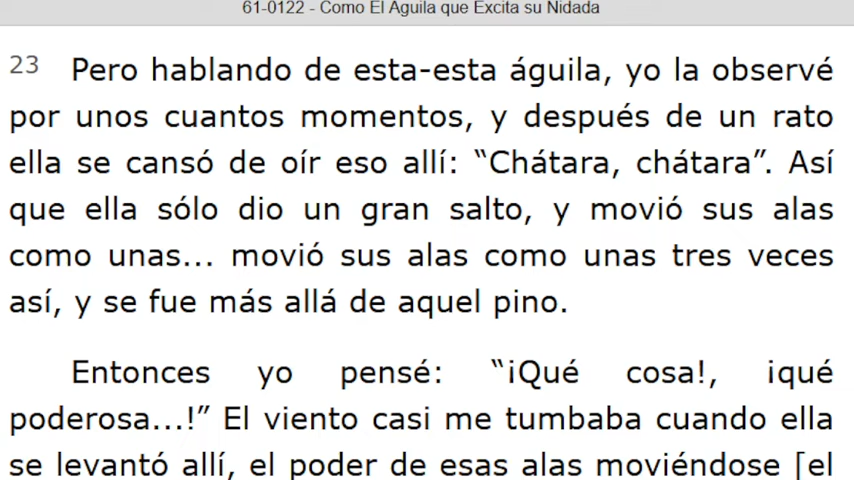 61-0122 - Como El Aguila que Excita su Nidada
23 Pero hablando de esta-esta águila, yo la observé
por unos cuantos momentos, y después de un rato
ella se cansó de oír eso allí: “Chátara, chátara”. Así
que ella sólo dio un gran salto, y movió sus alas
como unas... movió sus alas como unas tres veces
así, y se fue más allá de aquel pino.
Entonces yo pensé: “¡Qué cosa!, ¡qué
poderosa...!” El viento casi me tumbaba cuando ella
se levantó allí, el poder de esas alas moviéndose [el